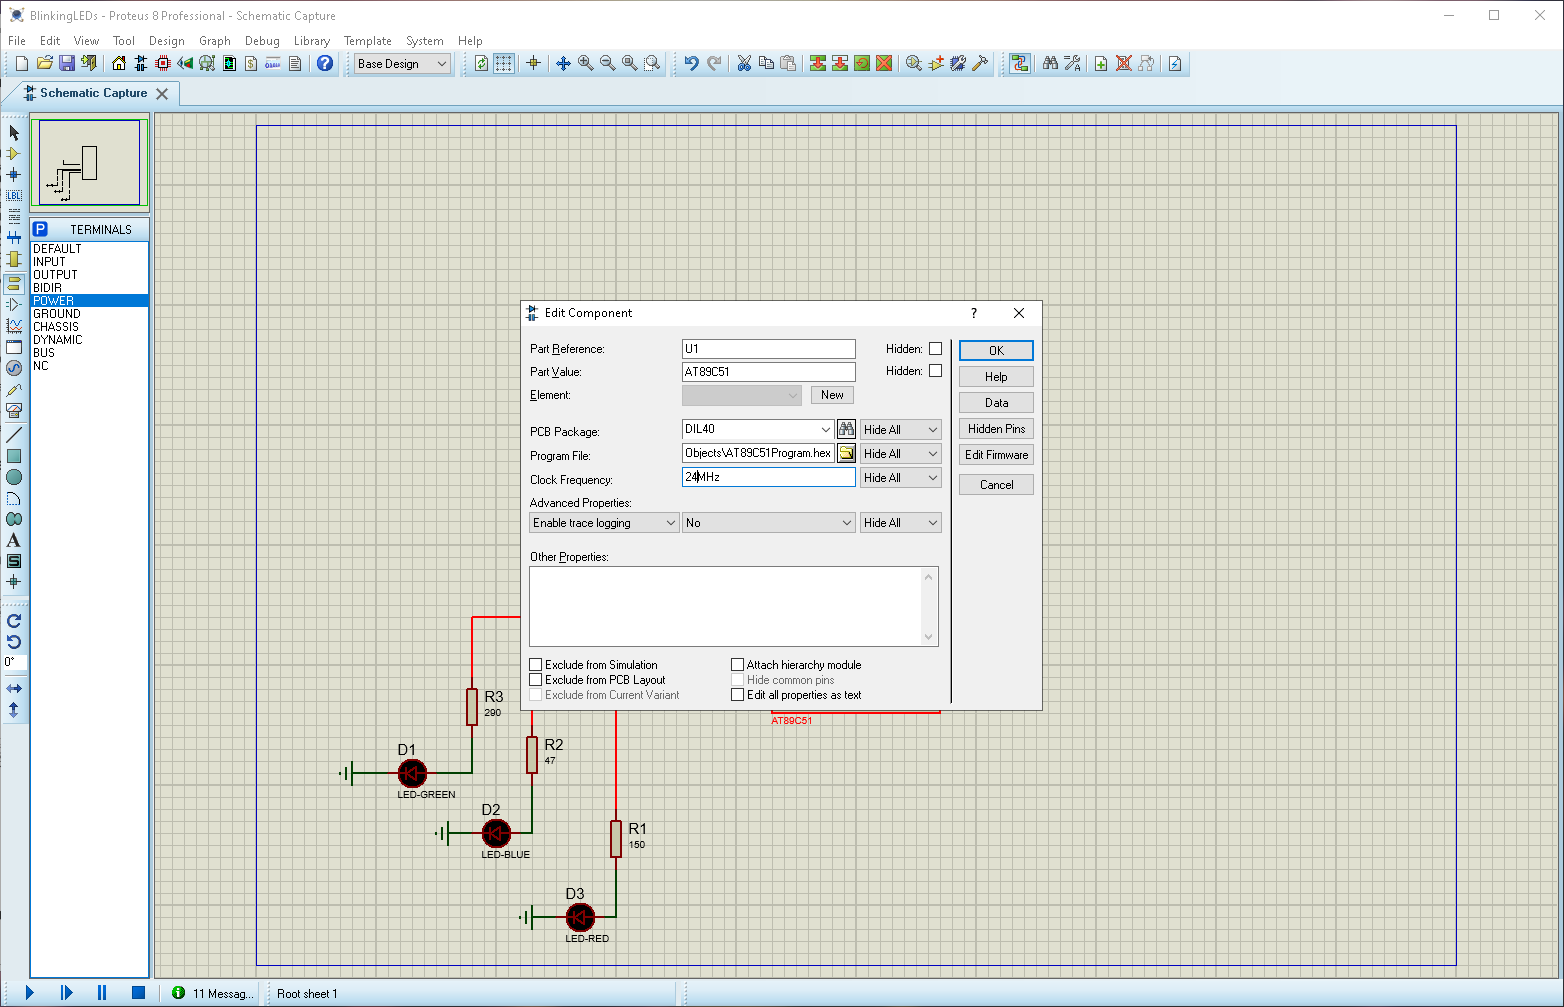 BlinkingLEDs - Proteus 8 Professional - Schematic Capture
File Edit View Tool Design Graph Debug Library Template System Help
Base Design
Schematic Capture
LBL
P TERMINALS
DEFAULT
INPUT
OUTPUT
BIDIR
POWER
GROUND
CHASSIS
DYNAMIC
BUS
NC
A
S
0°
Edit Component ?
Part Reference: U1 Hidden: OK
Part Value: AT89C51 Hidden: Help
Element: New Data
PCB Package: DIL40 Hide All Hidden Pins
Program File: Objects\AT89C51Program.hex Hide All Edit Firmware
Clock Frequency: 24MHz Hide All Cancel
Advanced Properties:
Enable trace logging No Hide All
Other Properties:
Exclude from Simulation Attach hierarchy module
Exclude from PCB Layout Hide common pins
Exclude from Current Variant Edit all properties as text
AT89C51
R3
290
R2
47
D1
LED-GREEN
D2
LED-BLUE
R1
150
D3
LED-RED
11 Messag... Root sheet 1